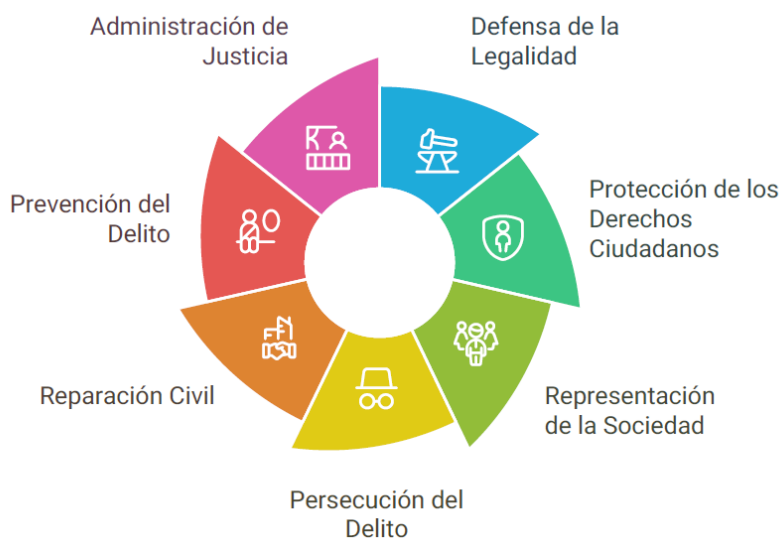 Administración de
Justicia
Defensa de la
Legalidad
Protección de los
Derechos
Ciudadanos
Representación
de la Sociedad
Persecución del
Delito
Reparación Civil
Prevención del
Delito